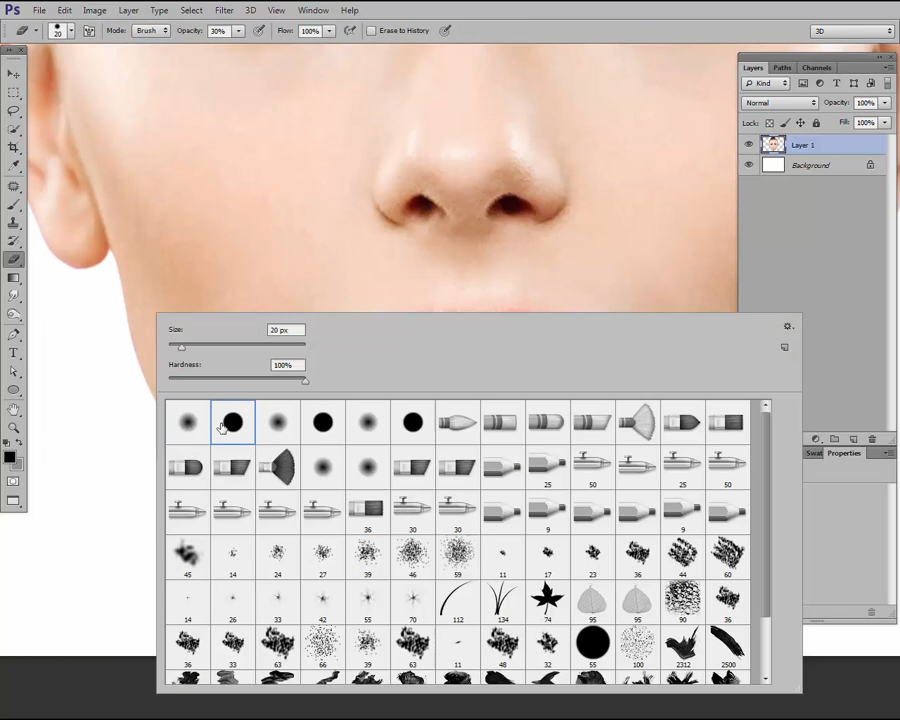 Ps File Edit Image Layer Type Select Filter 3D View Window Help
20 Mode: Brush Opacity: 30% Flow: 100% Erase to History 3D
Layers Paths Channels
Kind
Normal Opacity: 100%
Lock: Fill: 100%
Layer 1
Background
Size: 20 px
Hardness: 100%
Swat Properties
25 50 25 50
36 30 30 9 9
45 14 24 27 39 46 59 11 17 23 36 44 60
14 26 33 42 55 70 112 134 74 95 95 90 36
36 33 63 66 39 63 11 48 32 55 100 2312 2500
T